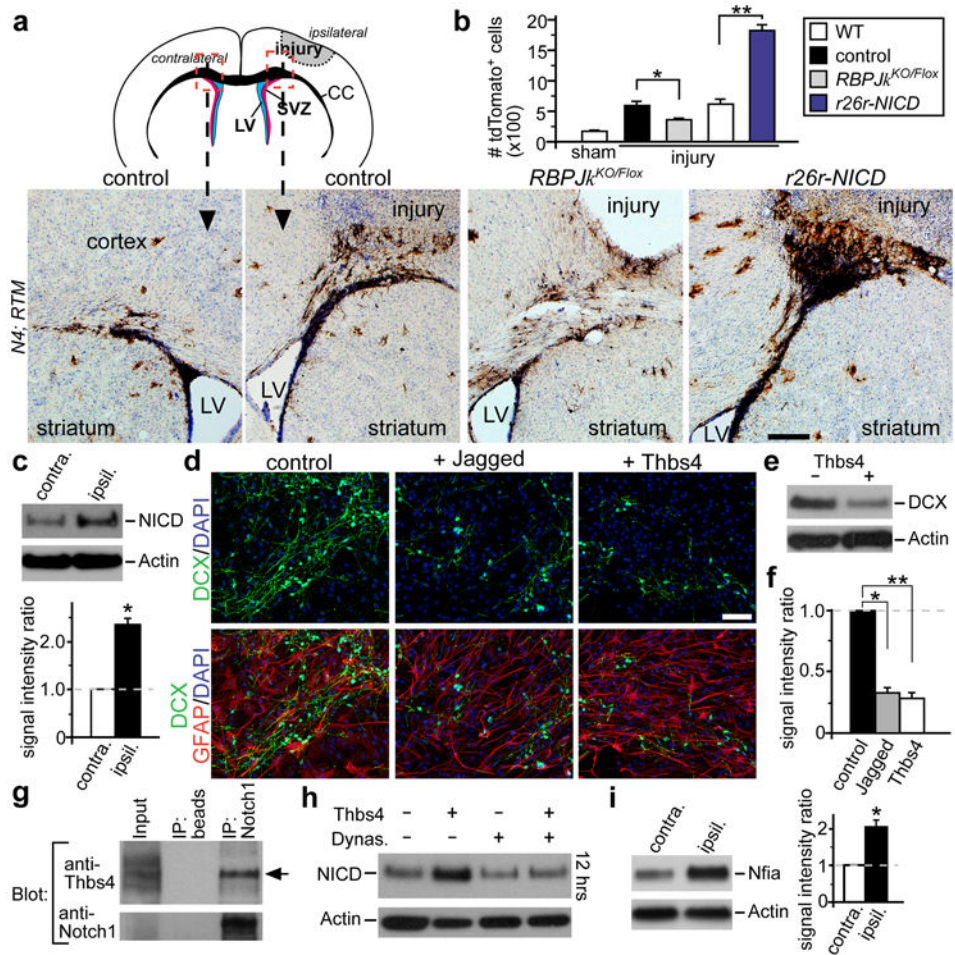 a
ipsilateral
injury
contralateral
CC
SVZ
LV
b
# tdTomato+ cells
(x100)
20
15
10
5
0
*
**
sham
injury
WT
control
RBPJkKO/Flox
r26r-NICD
control
control
RBPJkKO/Flox
r26r-NICD
N4; RTM
cortex
LV
striatum
injury
LV
striatum
injury
LV
striatum
injury
LV
striatum
c
contra.
ipsil.
NICD
Actin
signal intensity ratio
2.0
1.0
0
*
contra.
ipsil.
d
control
+ Jagged
+ Thbs4
DCX/DAPI
DCX
GFAP/DAPI
e
Thbs4
− +
DCX
Actin
f
signal intensity ratio
1.0
0.5
0
*
**
control
Jagged
Thbs4
g
Input
IP:
beads
IP:
Notch1
Blot:
anti-
Thbs4
anti-
Notch1
h
Thbs4 − + − +
Dynas. − − + +
NICD
Actin
12 hrs
i
contra.
ipsil.
Nfia
Actin
signal intensity ratio
2
1
0
*
contra.
ipsil.